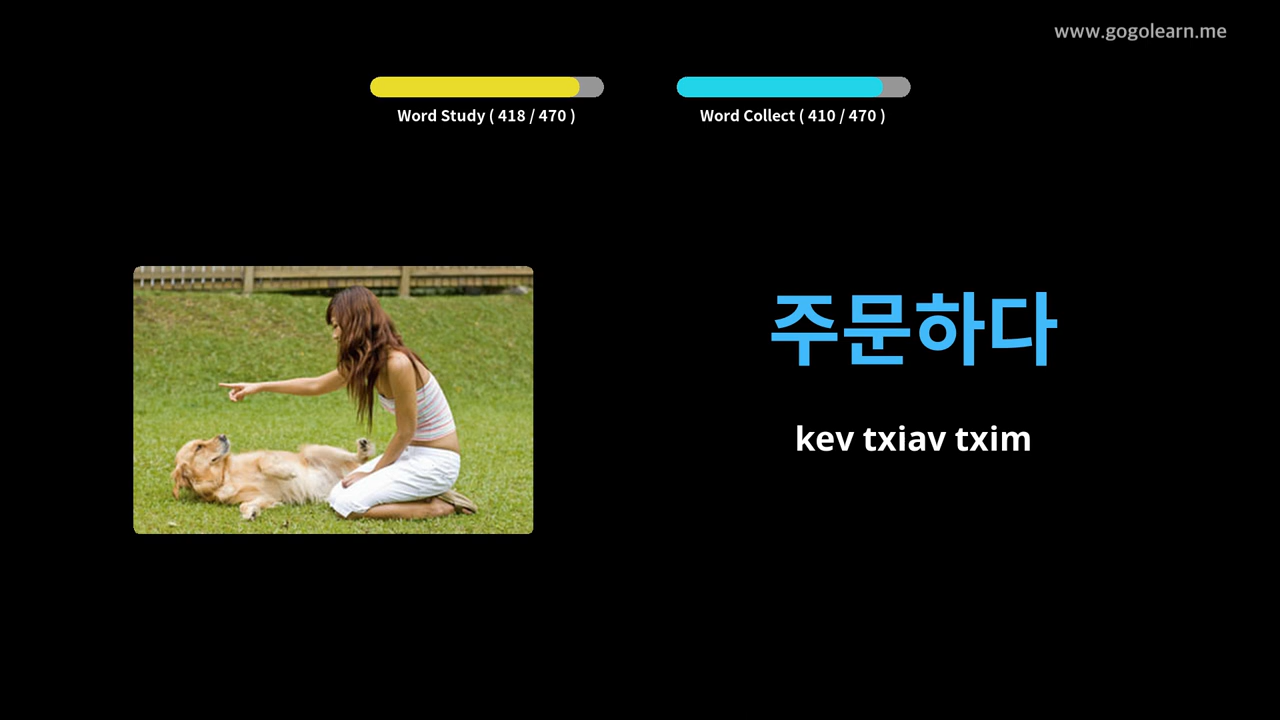 www.gogolearn.me
Word Study ( 418 / 470 )
Word Collect ( 410 / 470 )
주문하다
kev txiav txim